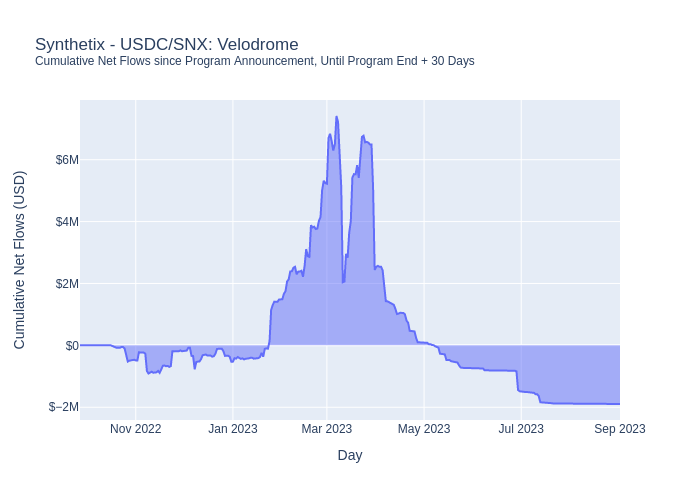 Synthetix - USDC/SNX: Velodrome
Cumulative Net Flows since Program Announcement, Until Program End + 30 Days
Cumulative Net Flows (USD)
$6M
$4M
$2M
$0
$−2M
Nov 2022
Jan 2023
Mar 2023
May 2023
Jul 2023
Sep 2023
Day